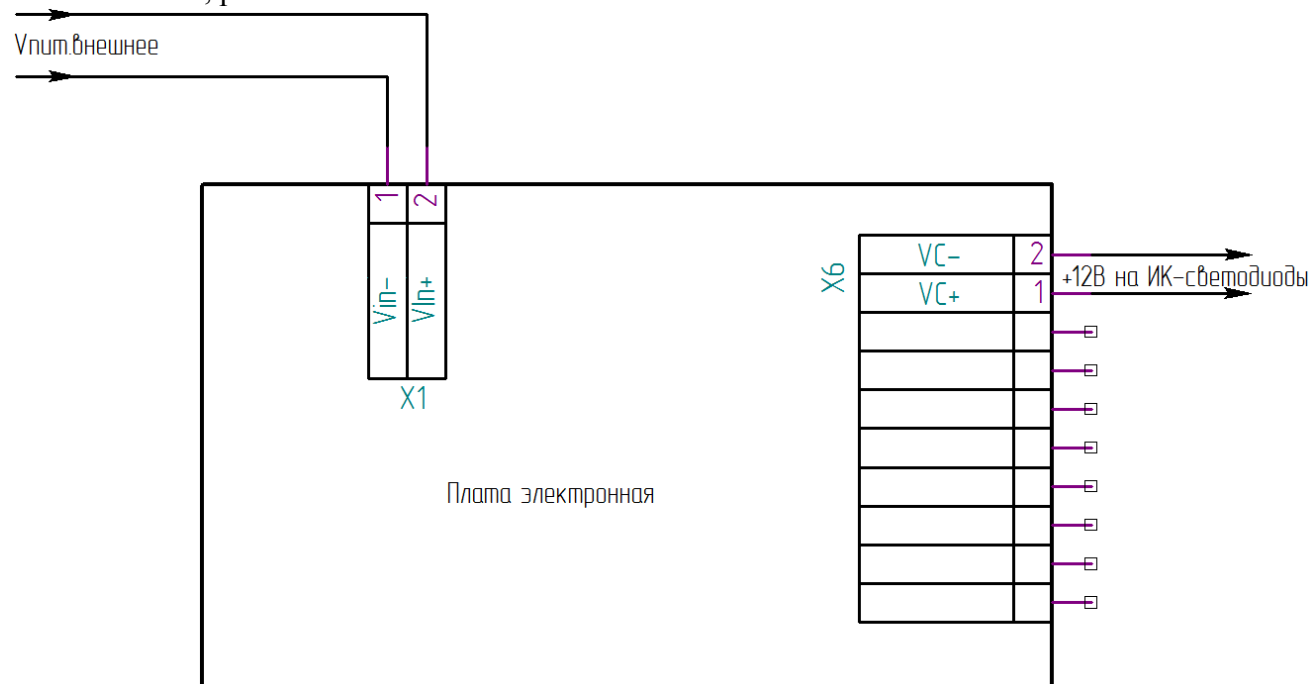 Vпит.внешнее
1
2
Vin-
VIn+
X1
X6
VC-
2
VC+
1
+12В на ИК-светодиоды
Плата электронная